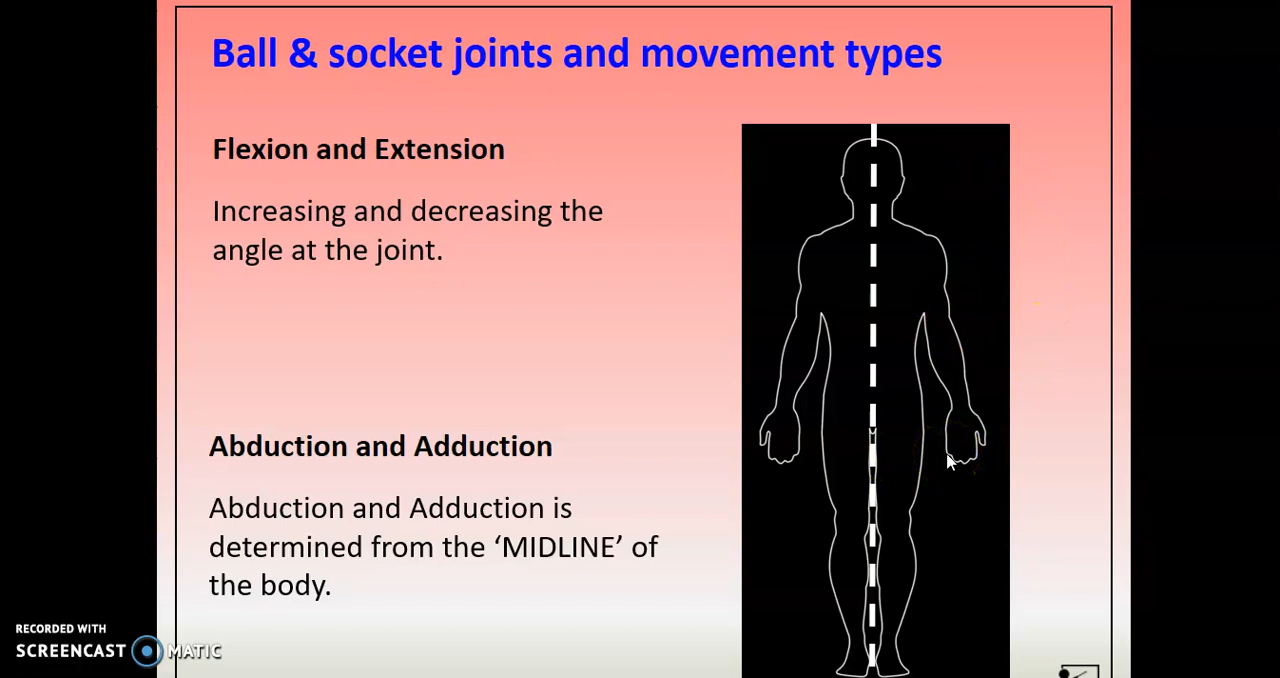 Ball & socket joints and movement types
Flexion and Extension
Increasing and decreasing the
angle at the joint.
Abduction and Adduction
Abduction and Adduction is
determined from the ‘MIDLINE’ of
the body.
RECORDED WITH
SCREENCAST MATIC